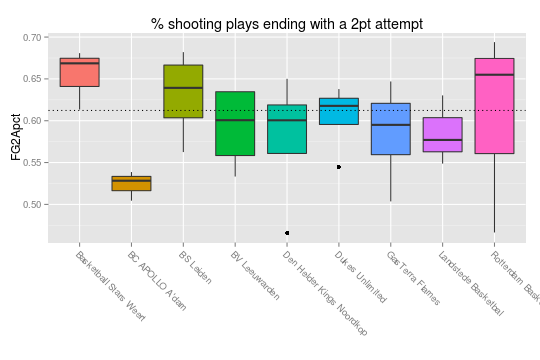 % shooting plays ending with a 2pt attempt
FG2Apct
0.70
0.65
0.60
0.55
0.50
Basketball Stars Weert
BC APOLLO A'dam
BS Leiden
BV Leeuwarden
Den Helder Kings Noordkop
Dukes Unlimited
GasTerra Flames
Landstede Basketbal
Rotterdam Bask